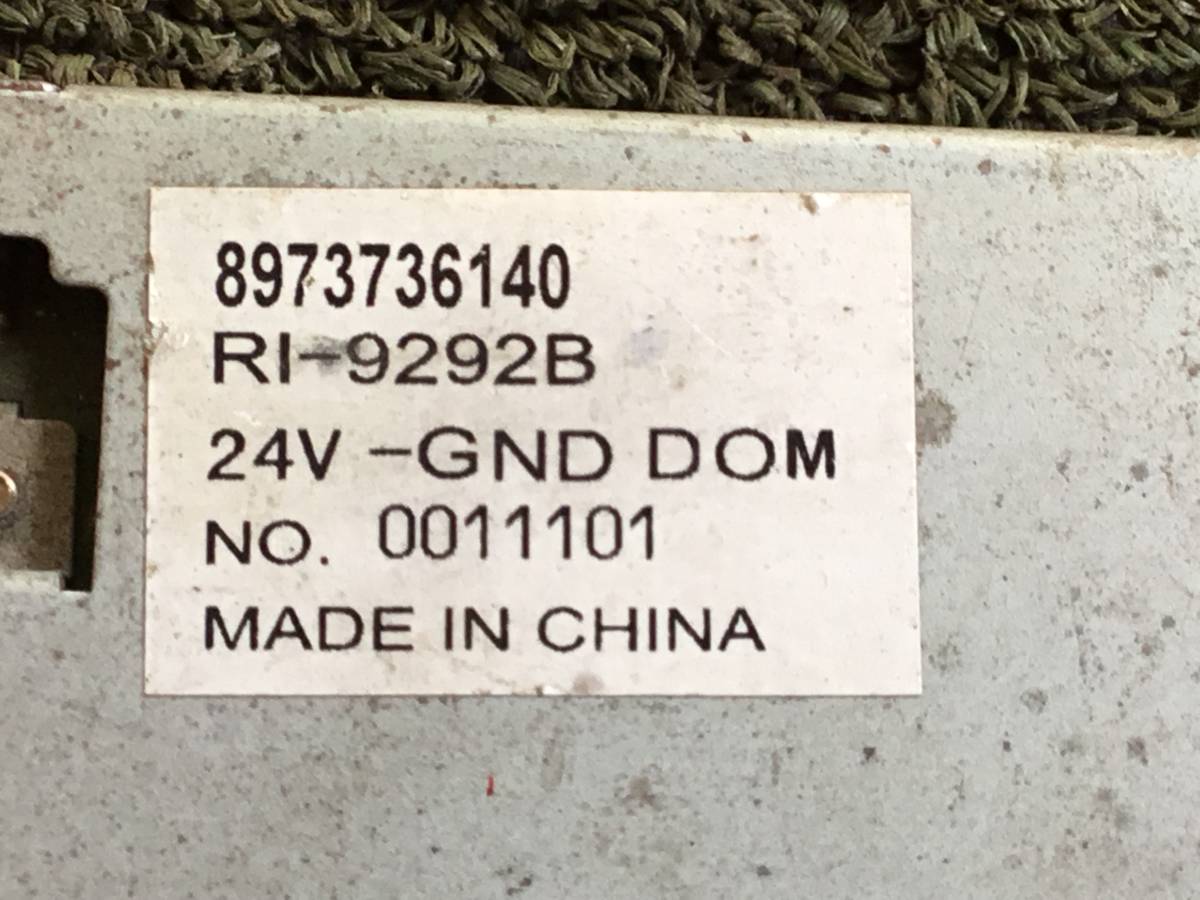 8973736140
RI-9292B
24V -GND DOM
NO. 0011101
MADE IN CHINA